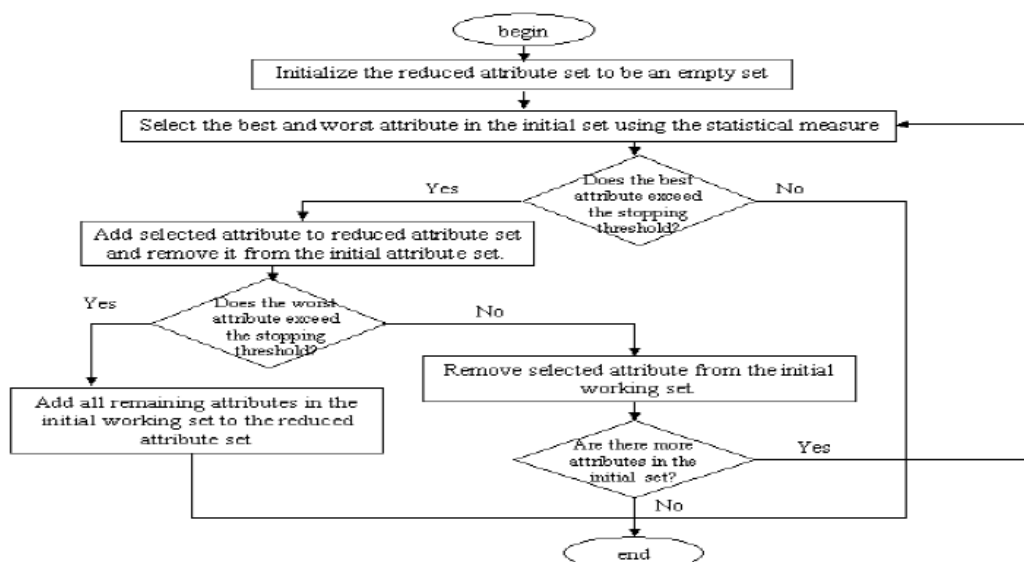 begin
Initialize the reduced attribute set to be an empty set
Select the best and worst attribute in the initial set using the statistical measure
Does the best
attribute exceed
the stopping
threshold?
Yes
No
Add selected attribute to reduced attribute set
and remove it from the initial attribute set.
Does the worst
attribute exceed
the stopping
threshold?
Yes
No
Add all remaining attributes in the
initial working set to the reduced
attribute set
Remove selected attribute from the initial
working set.
Are there more
attributes in the
initial set?
Yes
No
end